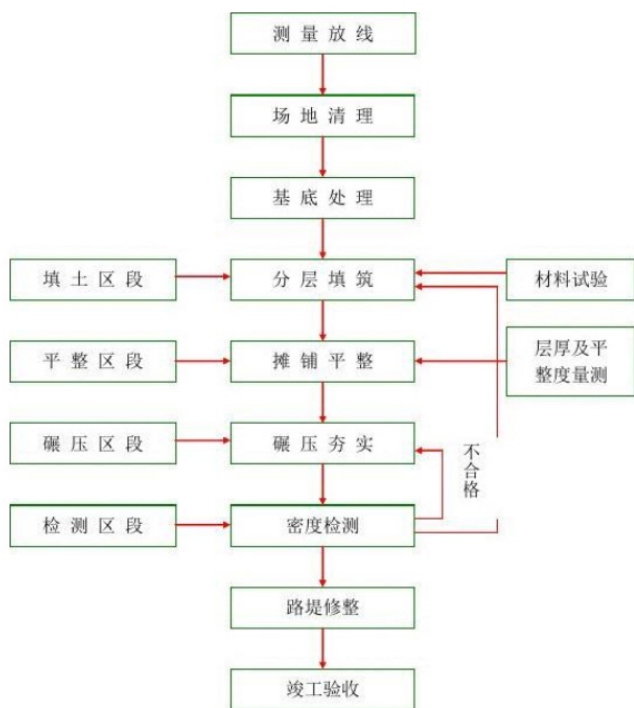 测量放线
场地清理
基底处理
填土区段
分层填筑
材料试验
平整区段
摊铺平整
层厚及平
整度量测
碾压区段
碾压夯实
不合格
检测区段
密度检测
路堤修整
竣工验收